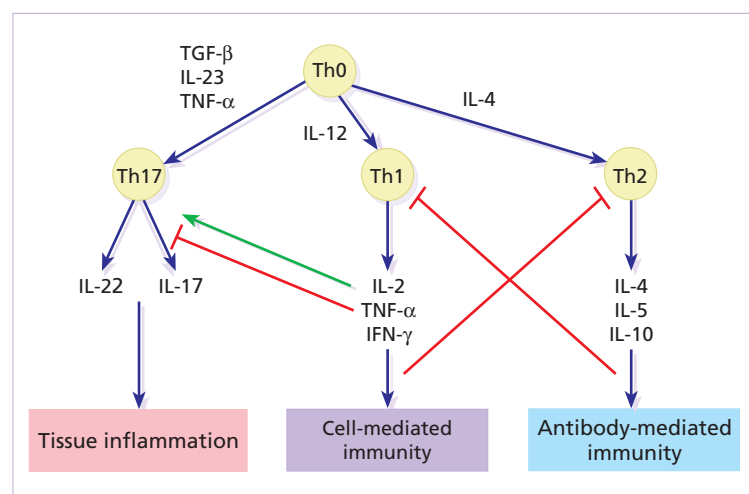 TGF-β
IL-23
TNF-α
Th0
IL-4
IL-12
Th17
Th1
Th2
IL-22
IL-17
IL-2
TNF-α
IFN-γ
IL-4
IL-5
IL-10
Tissue inflammation
Cell-mediated
immunity
Antibody-mediated
immunity